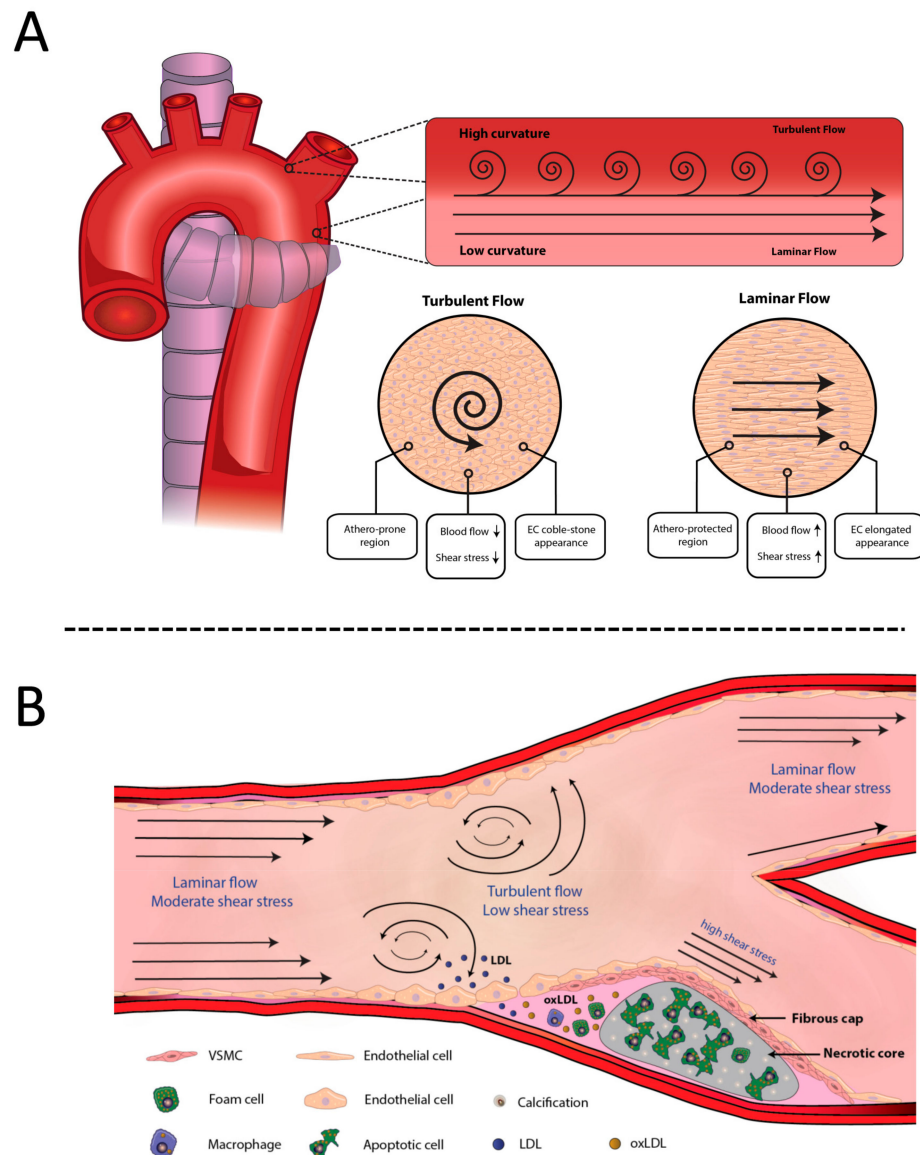 A
High curvature
Turbulent Flow
Low curvature
Laminar Flow
Turbulent Flow
Athero-prone
region
Blood flow ↓
Shear stress ↓
EC coble-stone
appearance
Laminar Flow
Athero-protected
region
Blood flow ↑
Shear stress ↑
EC elongated
appearance
B
Laminar flow
Moderate shear stress
Turbulent flow
Low shear stress
Laminar flow
Moderate shear stress
high shear stress
LDL
oxLDL
Fibrous cap
Necrotic core
VSMC
Endothelial cell
Foam cell
Endothelial cell
Calcification
Macrophage
Apoptotic cell
LDL
oxLDL